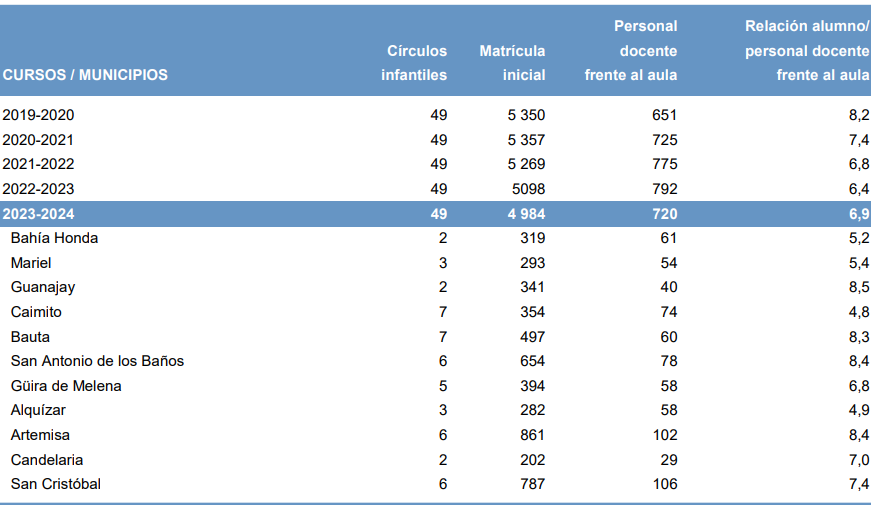 CURSOS / MUNICIPIOS Círculos infantiles Matrícula inicial Personal docente frente al aula Relación alumno/ personal docente frente al aula
2019-2020 49 5 350 651 8,2
2020-2021 49 5 357 725 7,4
2021-2022 49 5 269 775 6,8
2022-2023 49 5098 792 6,4
2023-2024 49 4 984 720 6,9
Bahía Honda 2 319 61 5,2
Mariel 3 293 54 5,4
Guanajay 2 341 40 8,5
Caimito 7 354 74 4,8
Bauta 7 497 60 8,3
San Antonio de los Baños 6 654 78 8,4
Güira de Melena 5 394 58 6,8
Alquízar 3 282 58 4,9
Artemisa 6 861 102 8,4
Candelaria 2 202 29 7,0
San Cristóbal 6 787 106 7,4